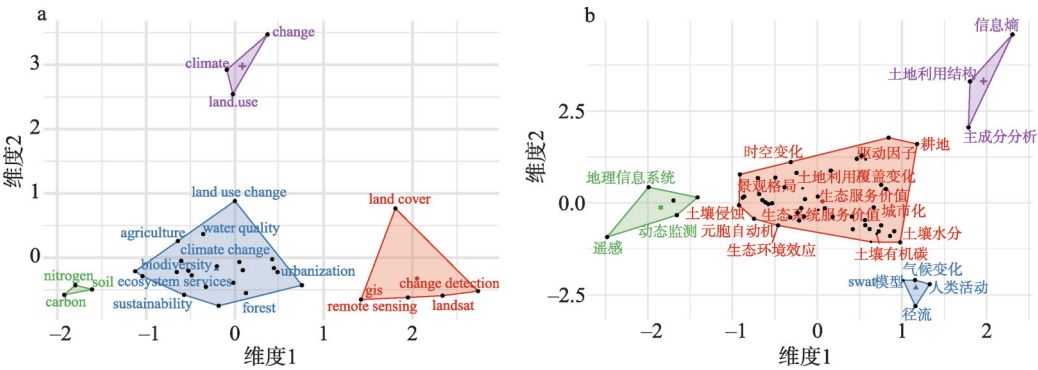 a
change
climate
land.use
land use change
agriculture
water quality
climate change
biodiversity
ecosystem services
urbanization
sustainability
forest
nitrogen
soil
carbon
land cover
gis
change detection
remote sensing
landsat
3
2
1
0
−2
−1
0
1
2
3
维度1
维度2
b
信息熵
土地利用结构
主成分分析
时空变化
驱动因子
耕地
地理信息系统
景观格局
土地利用覆盖变化
生态服务价值
土壤侵蚀
生态系统服务价值
城市化
动态监测
元胞自动机
土壤水分
遥感
生态环境效应
土壤有机碳
swat模型
气候变化
人类活动
径流
2.5
0.0
−2.5
−2
−1
0
1
2
维度1
维度2